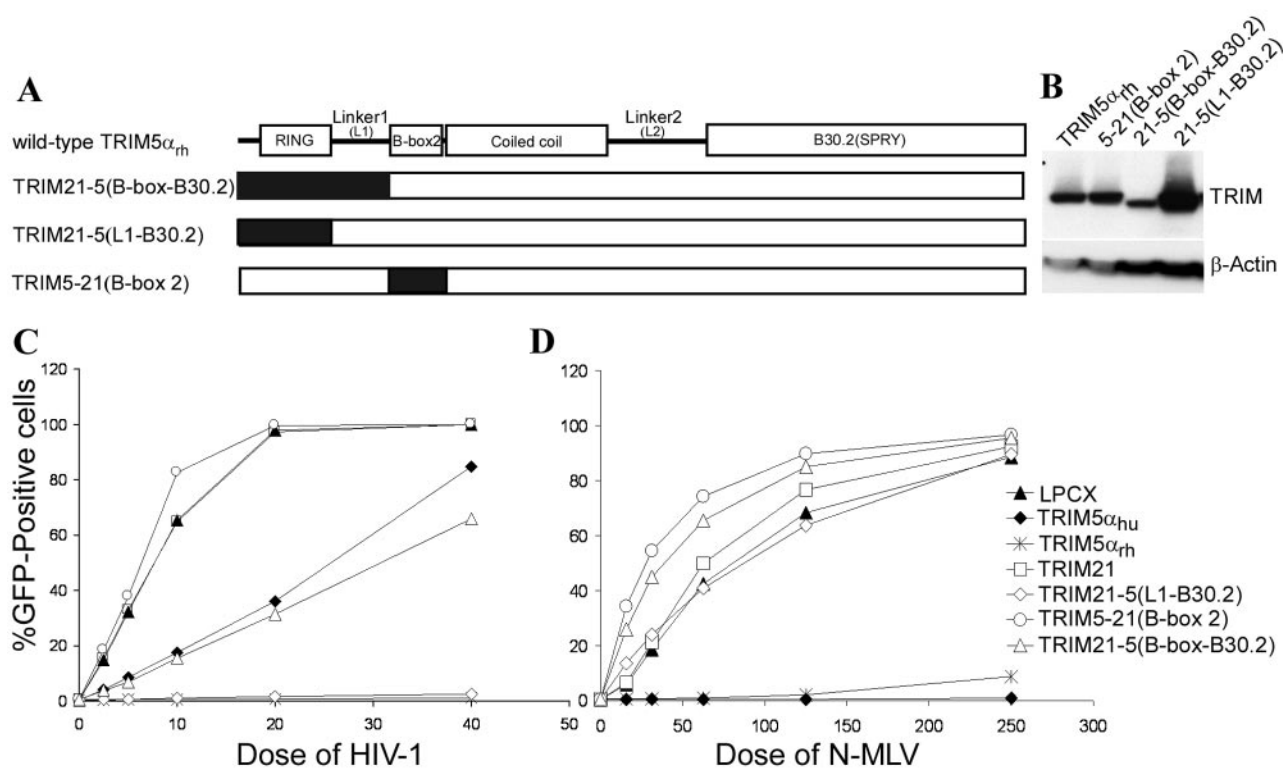 A
wild-type TRIM5αrh
RING
Linker1
(L1)
B-box2
Coiled coil
Linker2
(L2)
B30.2(SPRY)
TRIM21-5(B-box-B30.2)
TRIM21-5(L1-B30.2)
TRIM5-21(B-box 2)
B
TRIM5αrh
5-21(B-box 2)
21-5(B-box-B30.2)
21-5(L1-B30.2)
TRIM
β-Actin
C
%GFP-Positive cells
120
100
80
60
40
20
0
0 10 20 30 40 50
Dose of HIV-1
D
120
100
80
60
40
20
0
0 50 100 150 200 250 300
Dose of N-MLV
LPCX
TRIM5αhu
TRIM5αrh
TRIM21
TRIM21-5(L1-B30.2)
TRIM5-21(B-box 2)
TRIM21-5(B-box-B30.2)